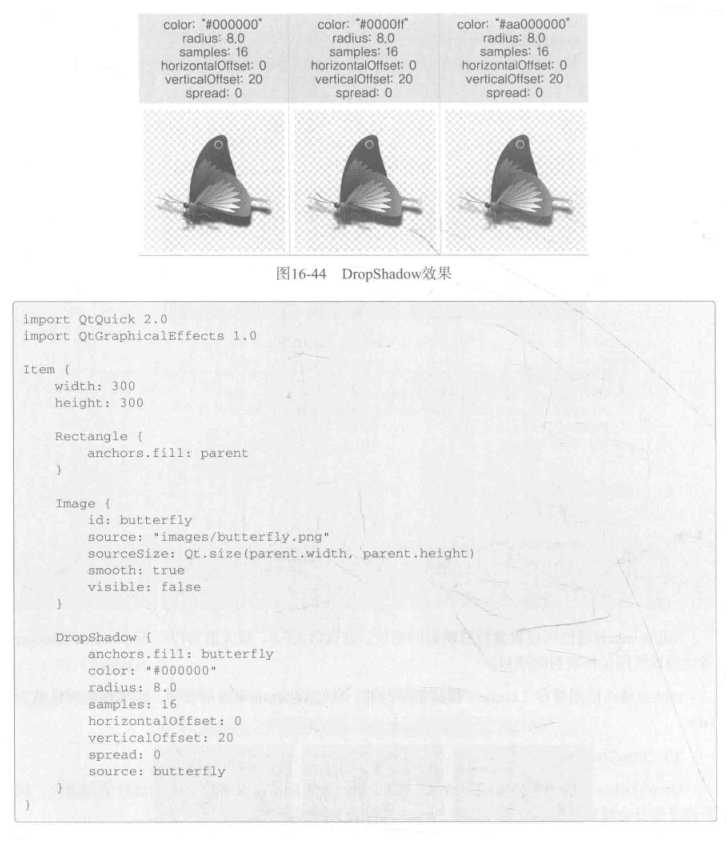 color: "#000000"
radius: 8.0
samples: 16
horizontalOffset: 0
verticalOffset: 20
spread: 0
color: "#0000ff"
radius: 8.0
samples: 16
horizontalOffset: 0
verticalOffset: 20
spread: 0
color: "#aa000000"
radius: 8.0
samples: 16
horizontalOffset: 0
verticalOffset: 20
spread: 0
图16-44 DropShadow效果
import QtQuick 2.0
import QtGraphicalEffects 1.0
Item {
    width: 300
    height: 300
    Rectangle {
        anchors.fill: parent
    }
    Image {
        id: butterfly
        source: "images/butterfly.png"
        sourceSize: Qt.size(parent.width, parent.height)
        smooth: true
        visible: false
    }
    DropShadow {
        anchors.fill: butterfly
        color: "#000000"
        radius: 8.0
        samples: 16
        horizontalOffset: 0
        verticalOffset: 20
        spread: 0
        source: butterfly
    }
}